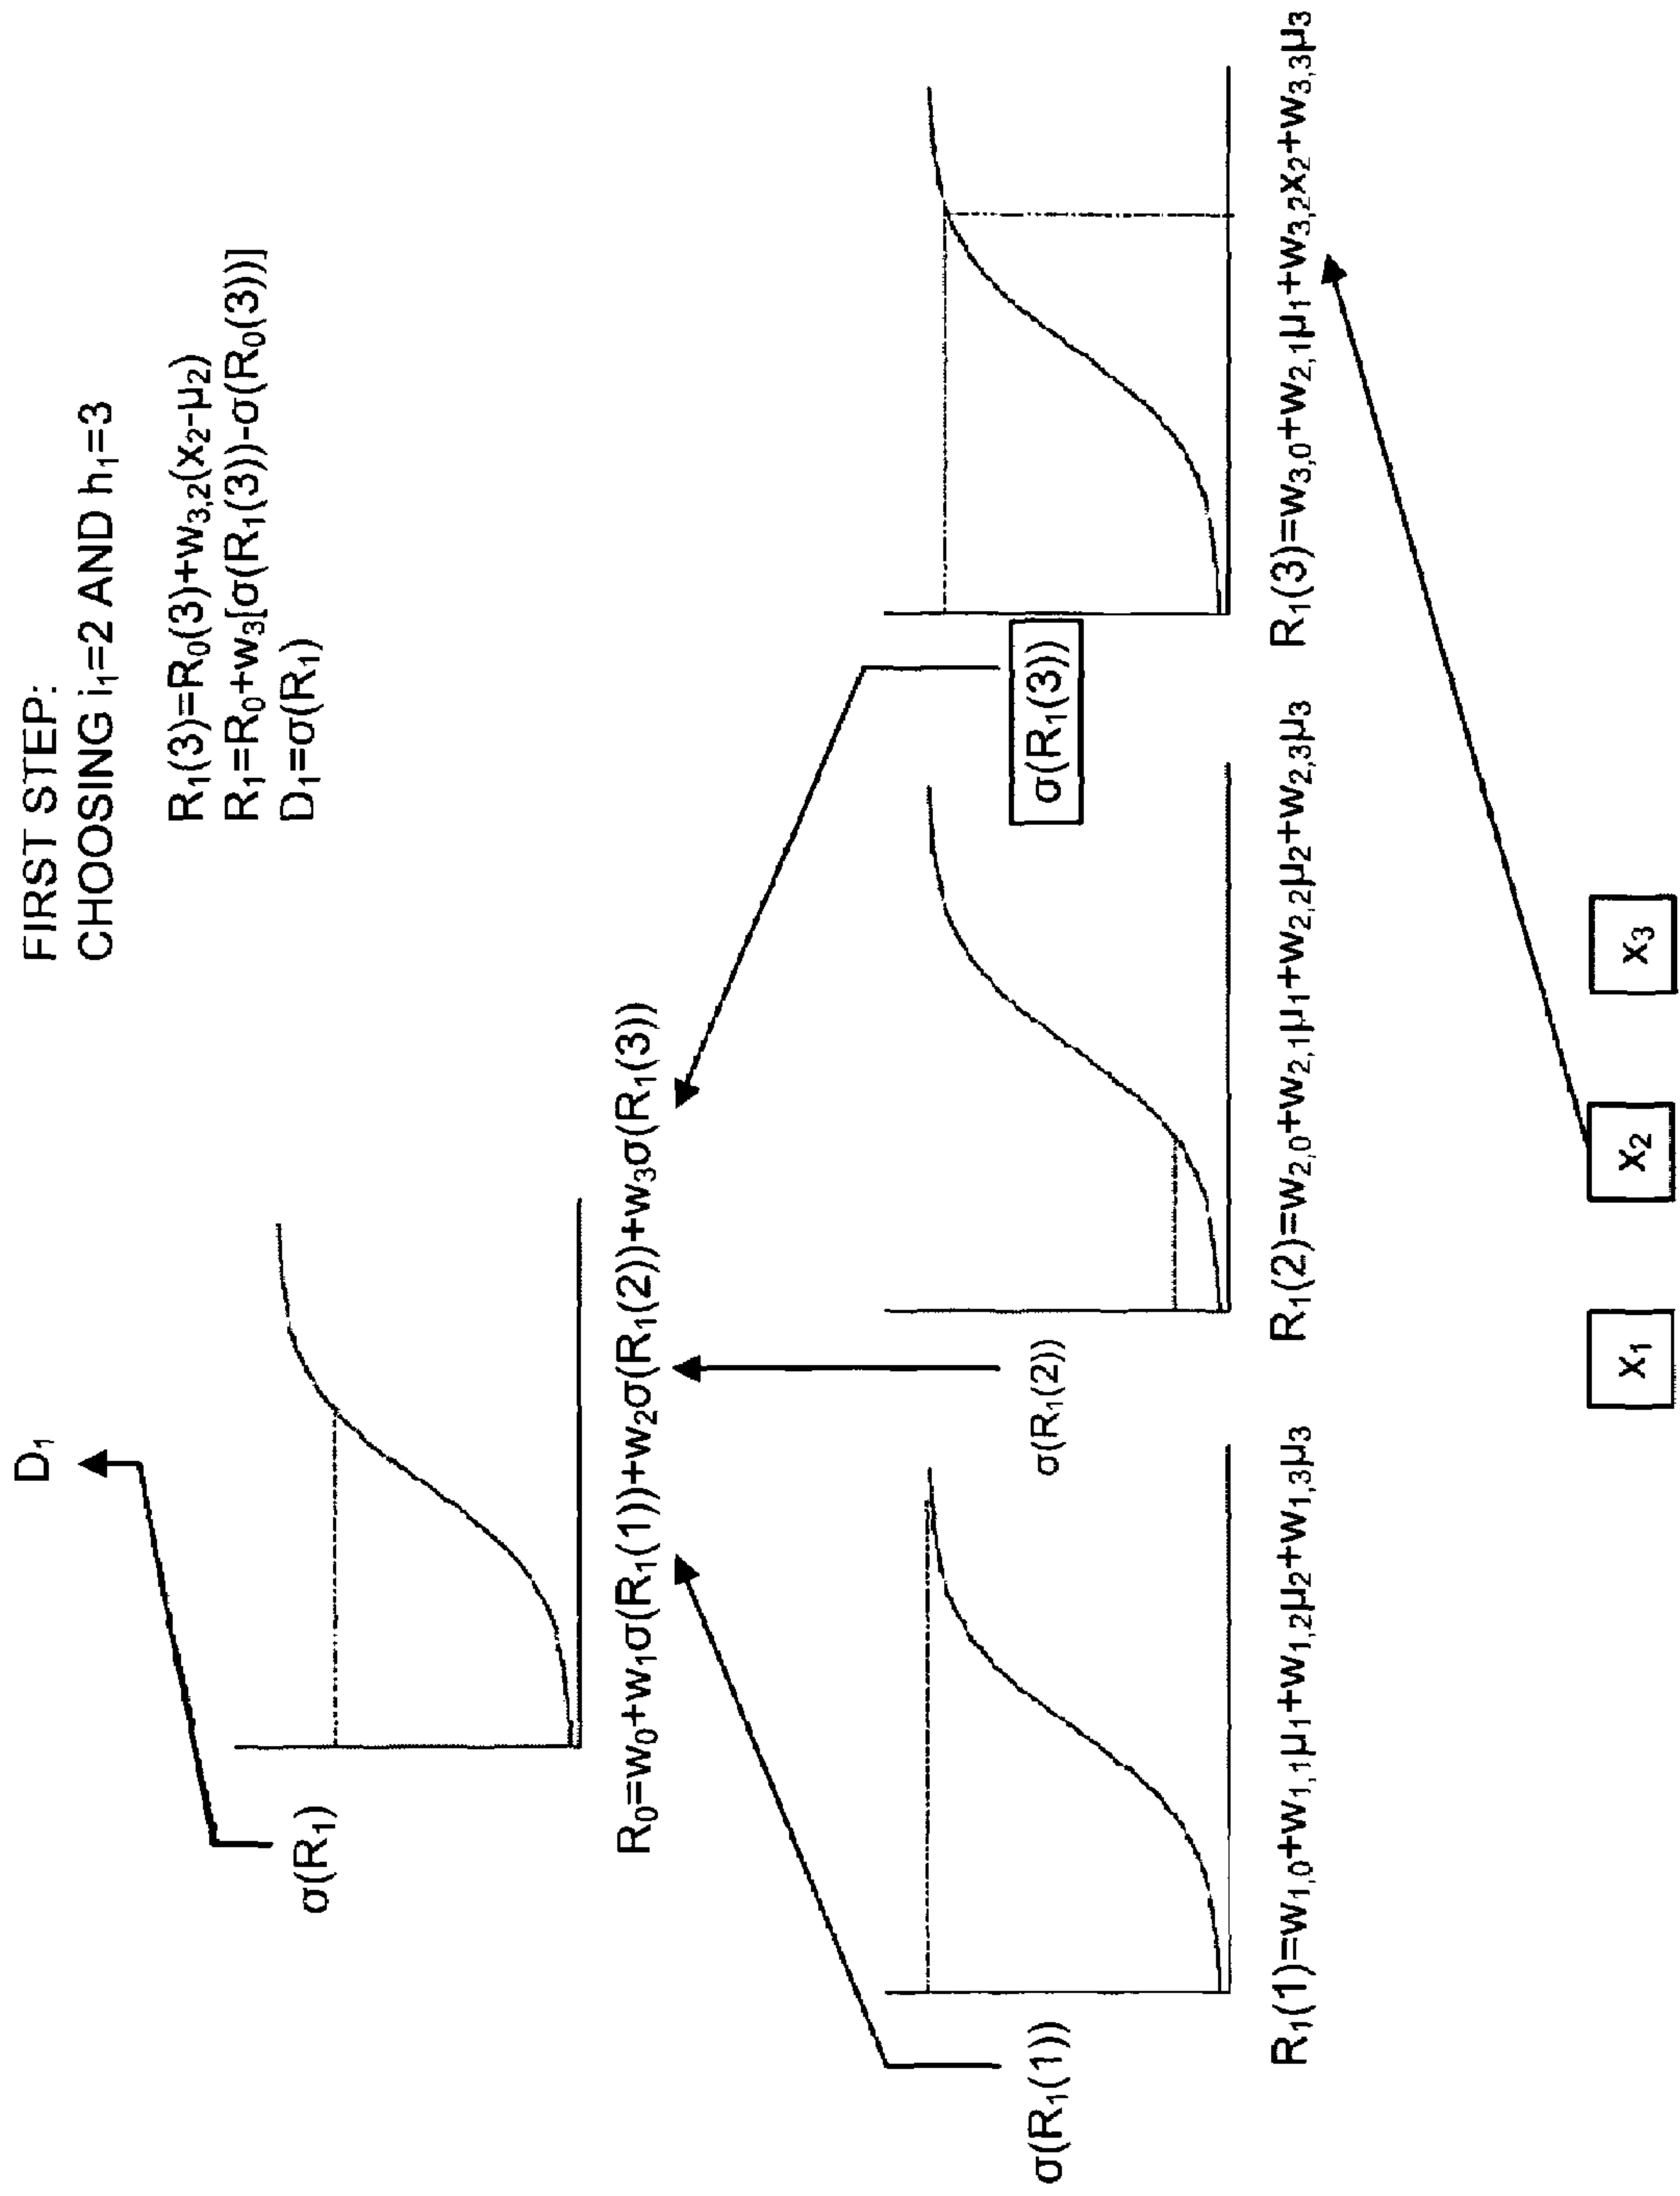 FIRST STEP:
CHOOSING i₁=2 AND h₁=3
R₁(3)=R₀(3)+w₃,₂(x₂-μ₂)
R₁=R₀+w₃[σ(R₁(3))-σ(R₀(3))]
D₁=σ(R₁)
D₁
σ(R₁)
R₀=w₀+w₁σ(R₁(1))+w₂σ(R₁(2))+w₃σ(R₁(3))
σ(R₁(1))
σ(R₁(2))
σ(R₁(3))
R₁(1)=w₁,₀+w₁,₁μ₁+w₁,₂μ₂+w₁,₃μ₃
R₁(2)=w₂,₀+w₂,₁μ₁+w₂,₂μ₂+w₂,₃μ₃
R₁(3)=w₃,₀+w₂,₁μ₁+w₃,₂x₂+w₃,₃μ₃
x₁
x₂
x₃